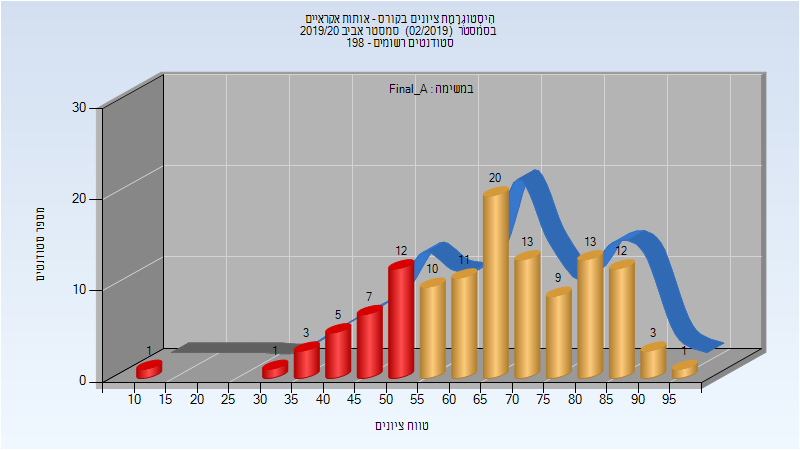 היסטוגרמת ציונים בקורס - אותות אקראיים
בסמסטר (02/2019) סמסטר אביב 2019/20
סטודנטים רשומים - 198
במשימה : Final_A
מספר סטודנטים
30
20
10
0
1
1
3
5
7
12
10
11
20
13
9
13
12
3
1
10 15 20 25 30 35 40 45 50 55 60 65 70 75 80 85 90 95
טווח ציונים